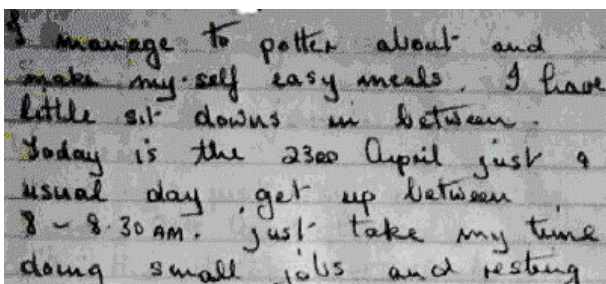 I manage to potter about and
make my-self easy meals. I have
little sit downs in between.
Today is the 23rd April just a
usual day get up between
8 - 8.30 AM. just take my time
doing small jobs and resting